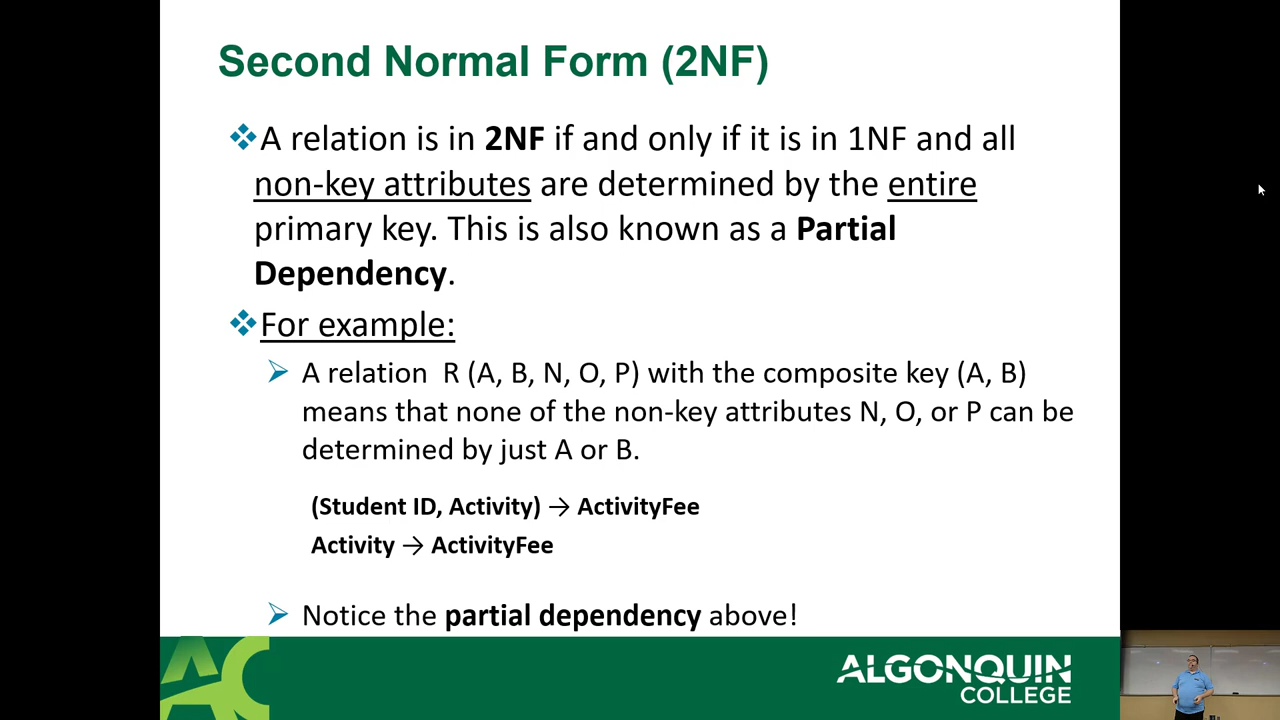 Second Normal Form (2NF)
A relation is in 2NF if and only if it is in 1NF and all
non-key attributes are determined by the entire
primary key. This is also known as a Partial
Dependency.
For example:
A relation R (A, B, N, O, P) with the composite key (A, B)
means that none of the non-key attributes N, O, or P can be
determined by just A or B.
(Student ID, Activity) → ActivityFee
Activity → ActivityFee
Notice the partial dependency above!
AC
ALGONQUIN
COLLEGE